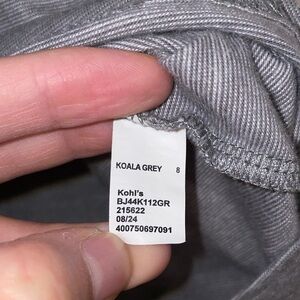 KOALA GREY 8
Kohl's
BJ44K112GR
215622
08/24
400750697091